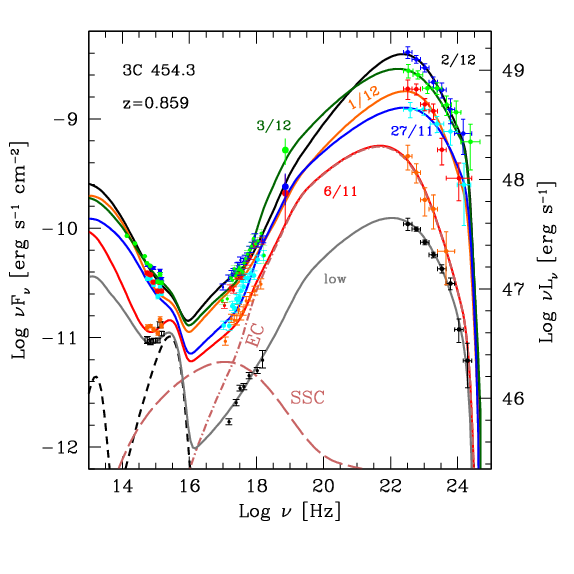 3C 454.3
z=0.859
2/12
1/12
3/12
27/11
6/11
low
EC
SSC
−9
−10
−11
−12
49
48
47
46
14 16 18 20 22 24
Log ν [Hz]
Log νFν [erg s⁻¹ cm⁻²]
Log νLν [erg s⁻¹]